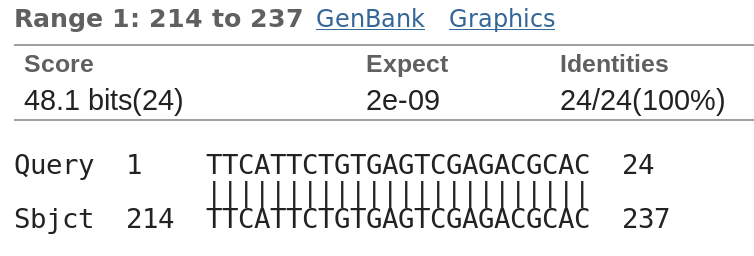 Range 1: 214 to 237 GenBank Graphics
Score Expect Identities
48.1 bits(24) 2e-09 24/24(100%)
Query 1 TTCATTCTGTGAGTCGAGACGCAC 24
||||||||||||||||||||||||
Sbjct 214 TTCATTCTGTGAGTCGAGACGCAC 237